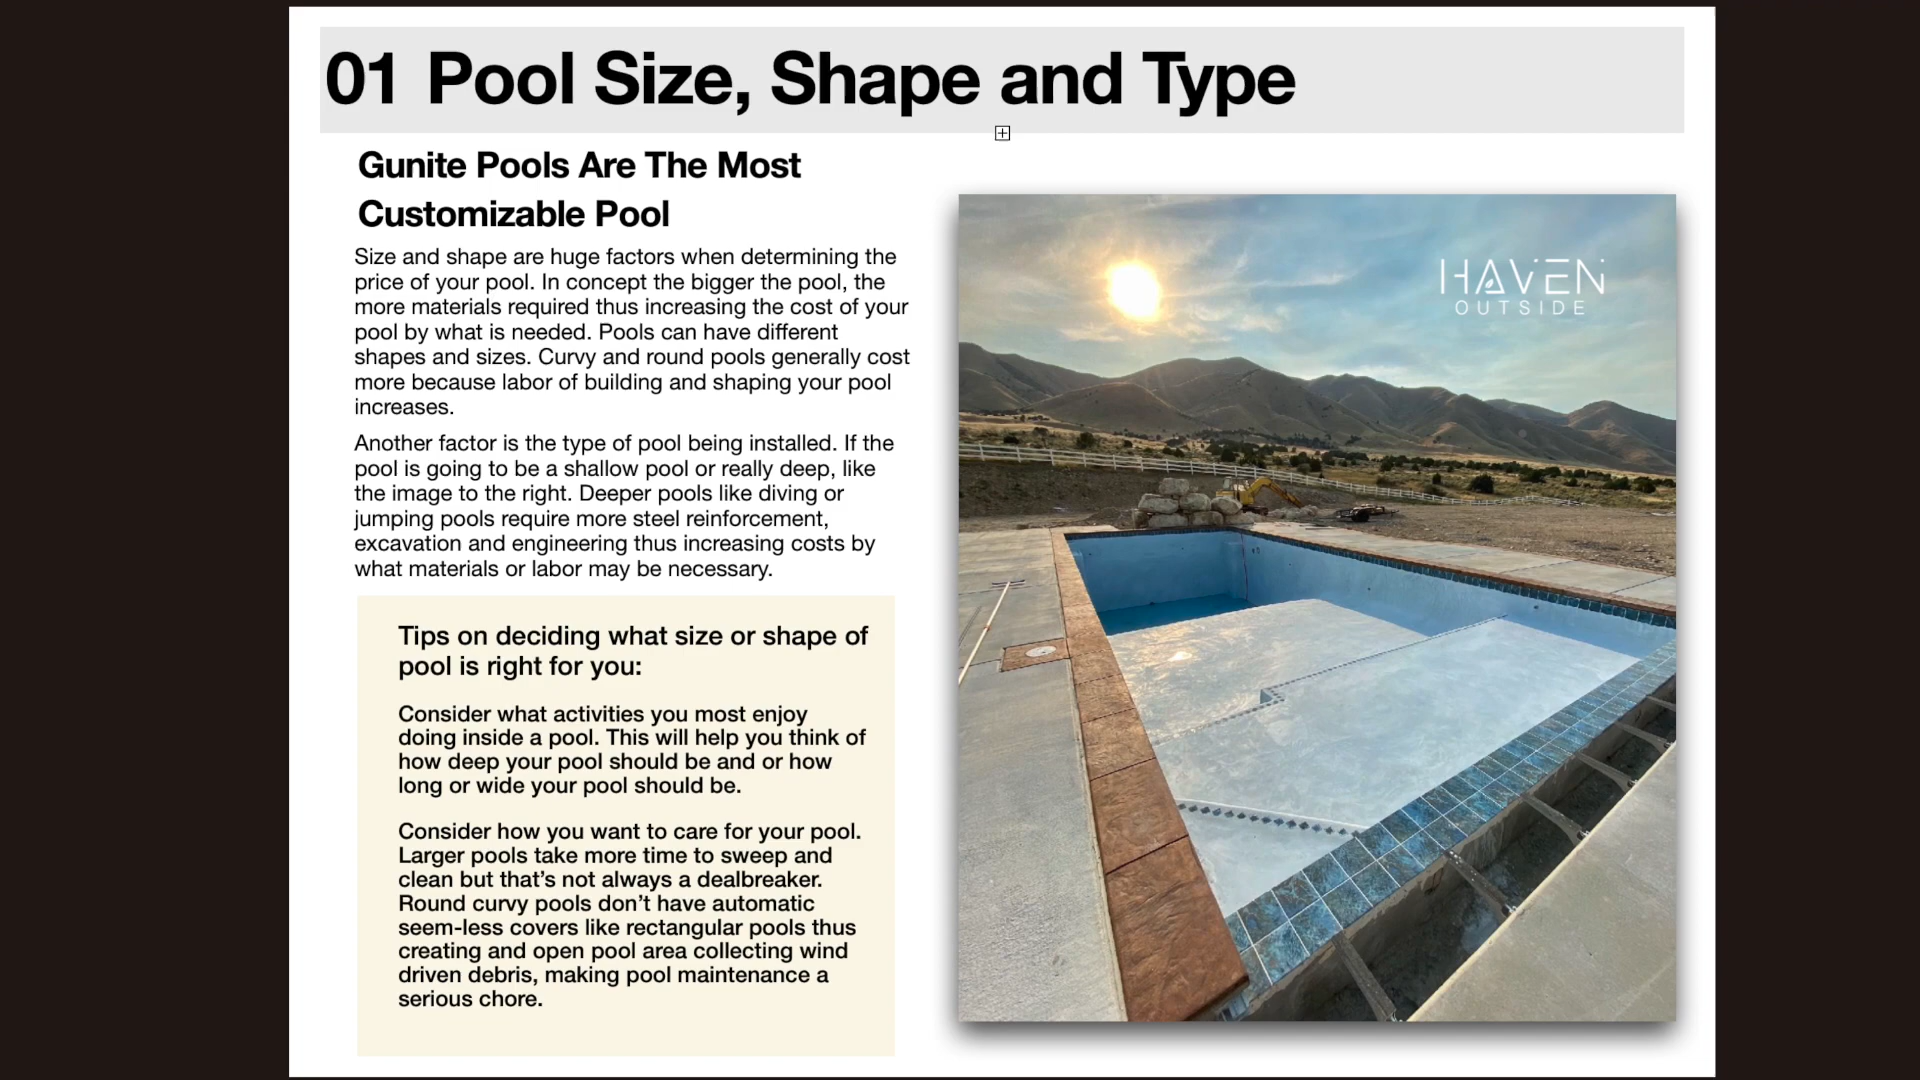 01 Pool Size, Shape and Type
Gunite Pools Are The Most
Customizable Pool
Size and shape are huge factors when determining the
price of your pool. In concept the bigger the pool, the
more materials required thus increasing the cost of your
pool by what is needed. Pools can have different
shapes and sizes. Curvy and round pools generally cost
more because labor of building and shaping your pool
increases.
Another factor is the type of pool being installed. If the
pool is going to be a shallow pool or really deep, like
the image to the right. Deeper pools like diving or
jumping pools require more steel reinforcement,
excavation and engineering thus increasing costs by
what materials or labor may be necessary.
Tips on deciding what size or shape of
pool is right for you:
Consider what activities you most enjoy
doing inside a pool. This will help you think of
how deep your pool should be and or how
long or wide your pool should be.
Consider how you want to care for your pool.
Larger pools take more time to sweep and
clean but that’s not always a dealbreaker.
Round curvy pools don’t have automatic
seem-less covers like rectangular pools thus
creating and open pool area collecting wind
driven debris, making pool maintenance a
serious chore.
HAVEN
OUTSIDE